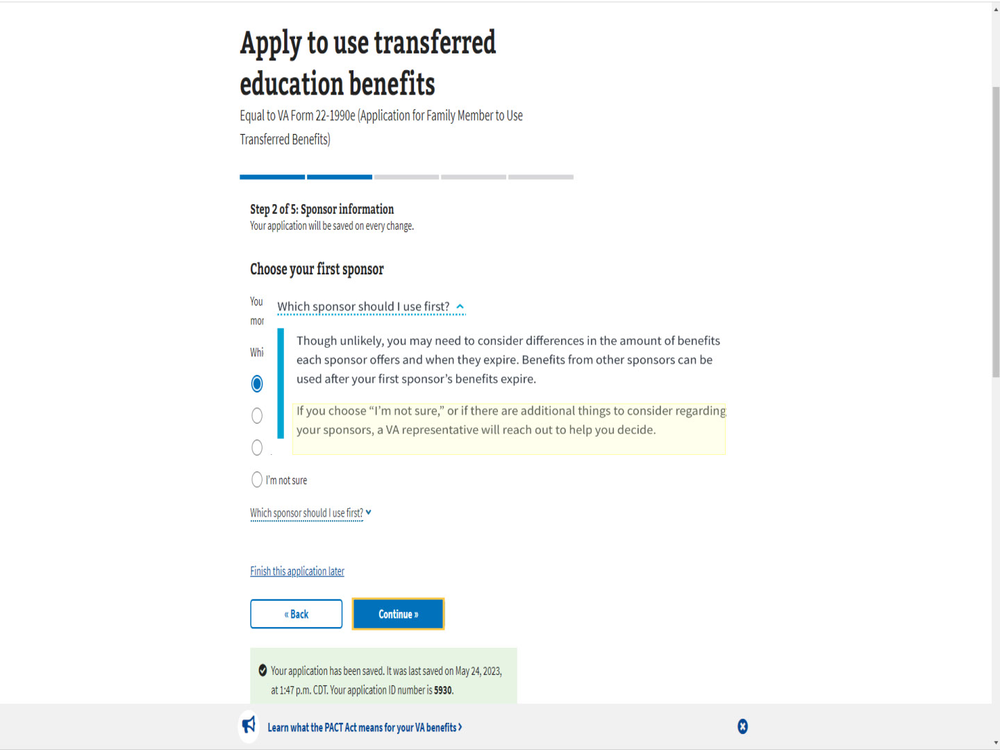 Apply to use transferred
education benefits
Equal to VA Form 22-1990e (Application for Family Member to Use
Transferred Benefits)
Step 2 of 5: Sponsor information
Your application will be saved on every change.
Choose your first sponsor
You
mor
Whi
Which sponsor should I use first?
Though unlikely, you may need to consider differences in the amount of benefits
each sponsor offers and when they expire. Benefits from other sponsors can be
used after your first sponsor’s benefits expire.
If you choose “I’m not sure,” or if there are additional things to consider regarding
your sponsors, a VA representative will reach out to help you decide.
I’m not sure
Which sponsor should I use first?
Finish this application later
« Back
Continue »
Your application has been saved. It was last saved on May 24, 2023,
at 1:47 p.m. CDT. Your application ID number is 5930.
Learn what the PACT Act means for your VA benefits >